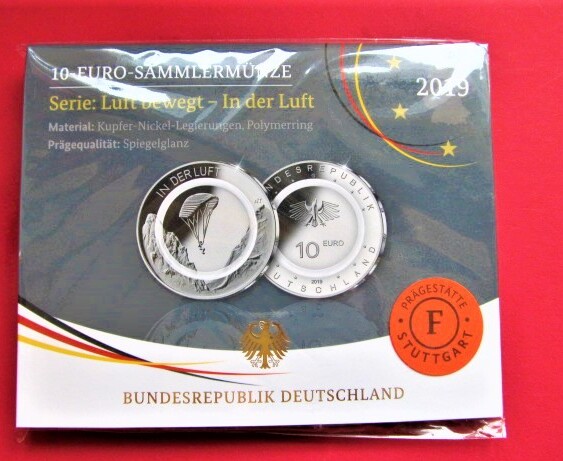 10-EURO-SAMMLERMÜNZE
2019
Serie: Luft bewegt – In der Luft
Material: Kupfer-Nickel-Legierungen, Polymerring
Prägequalität: Spiegelglanz
IN DER LUFT
BUNDESREPUBLIK
10 EURO
2019
DEUTSCHLAND
PRÄGESTÄTTE
F
STUTTGART
BUNDESREPUBLIK DEUTSCHLAND